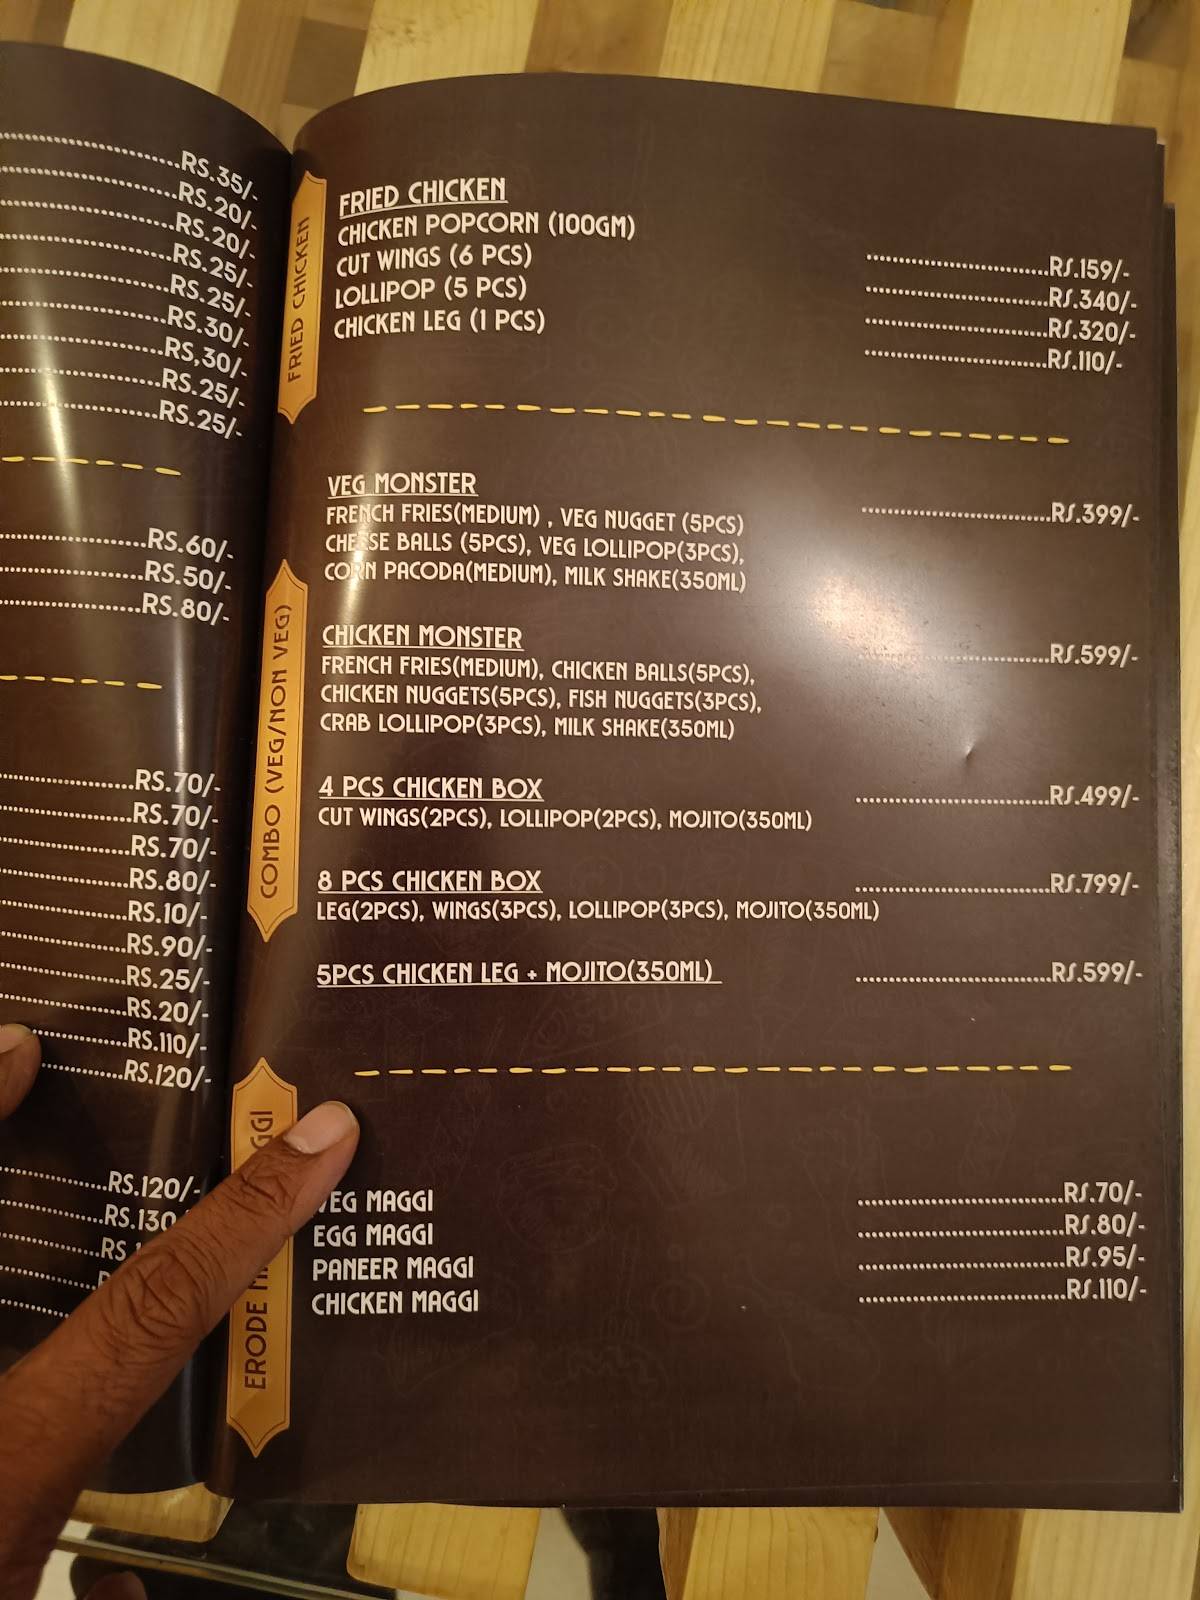 RS.35/-
RS.20/-
RS.20/-
RS.25/-
RS.25/-
RS.30/-
RS,30/-
RS.25/-
RS.25/-
RS.60/-
RS.50/-
RS.80/-
RS.70/-
RS.70/-
RS.70/-
RS.80/-
RS.10/-
RS.90/-
RS.25/-
RS.20/-
RS.110/-
RS.120/-
RS.120/-
RS.130
RS
FRIED CHICKEN
FRIED CHICKEN
CHICKEN POPCORN (100GM) RS.159/-
CUT WINGS (6 PCS) RS.340/-
LOLLIPOP (5 PCS) RS.320/-
CHICKEN LEG (1 PCS) RS.110/-
COMBO (VEG/NON VEG)
VEG MONSTER RS.399/-
FRENCH FRIES(MEDIUM) , VEG NUGGET (5PCS)
CHEESE BALLS (5PCS), VEG LOLLIPOP(3PCS),
CORN PACODA(MEDIUM), MILK SHAKE(350ML)
CHICKEN MONSTER RS.599/-
FRENCH FRIES(MEDIUM), CHICKEN BALLS(5PCS),
CHICKEN NUGGETS(5PCS), FISH NUGGETS(3PCS),
CRAB LOLLIPOP(3PCS), MILK SHAKE(350ML)
4 PCS CHICKEN BOX RS.499/-
CUT WINGS(2PCS), LOLLIPOP(2PCS), MOJITO(350ML)
8 PCS CHICKEN BOX RS.799/-
LEG(2PCS), WINGS(3PCS), LOLLIPOP(3PCS), MOJITO(350ML)
5PCS CHICKEN LEG + MOJITO(350ML) RS.599/-
ERODE MAGGI
VEG MAGGI RS.70/-
EGG MAGGI RS.80/-
PANEER MAGGI RS.95/-
CHICKEN MAGGI RS.110/-